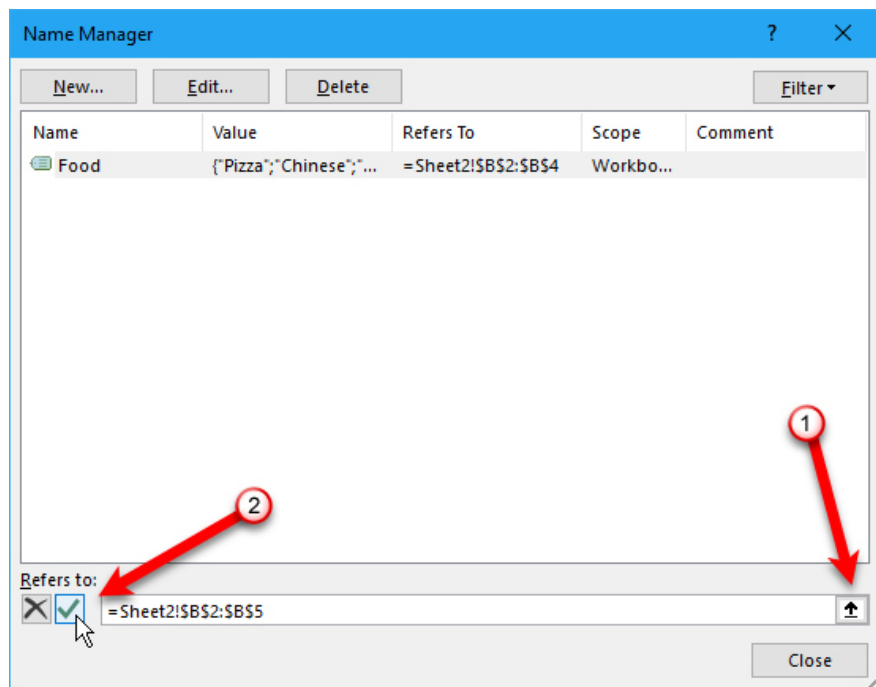 Name Manager ?
New... Edit... Delete Filter
Name Value Refers To Scope Comment
Food {"Pizza";"Chinese";"... =Sheet2!$B$2:$B$4 Workbo...
1
2
Refers to:
=Sheet2!$B$2:$B$5
Close